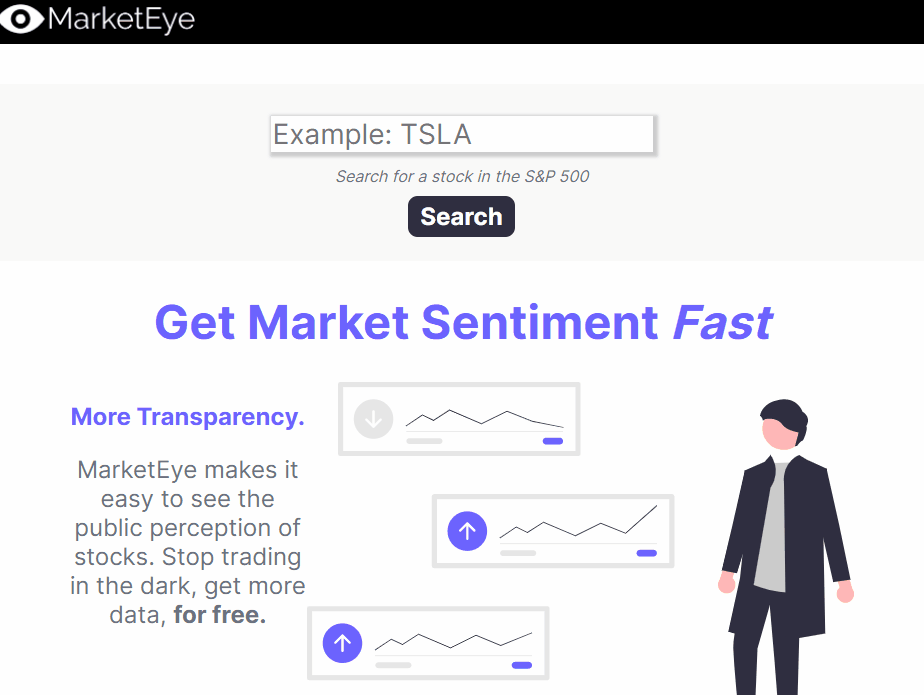 MarketEye
Example: TSLA
Search for a stock in the S&P 500
Search
Get Market Sentiment Fast
More Transparency.
MarketEye makes it
easy to see the
public perception of
stocks. Stop trading
in the dark, get more
data, for free.